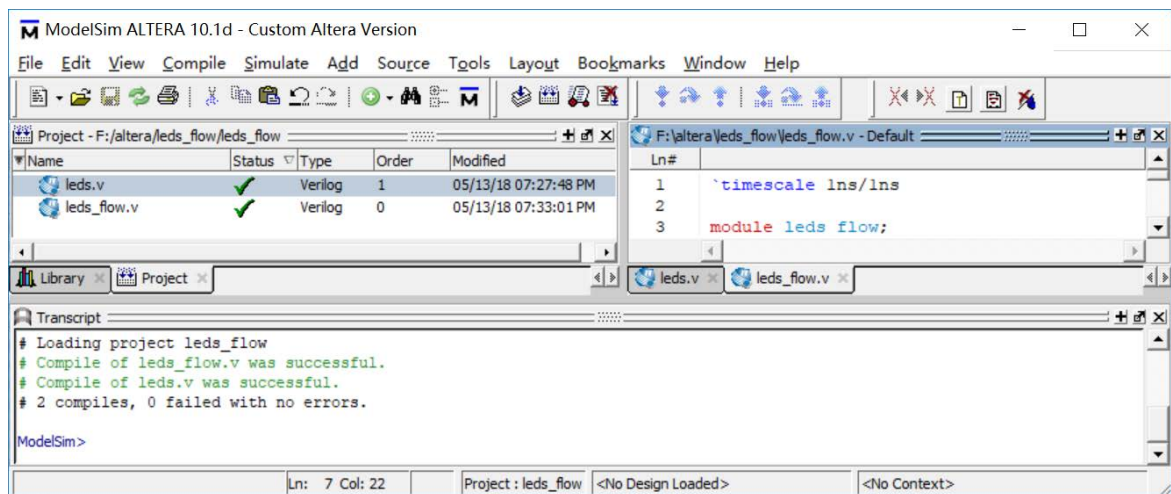 ModelSim ALTERA 10.1d - Custom Altera Version
File Edit View Compile Simulate Add Source Tools Layout Bookmarks Window Help
Project - F:/altera/leds_flow/leds_flow
Name Status Type Order Modified
leds.v Verilog 1 05/13/18 07:27:48 PM
leds_flow.v Verilog 0 05/13/18 07:33:01 PM
Library Project
F:\altera\leds_flow\leds_flow.v - Default
Ln#
1 `timescale 1ns/1ns
2
3 module leds flow;
leds.v leds_flow.v
Transcript
# Loading project leds_flow
# Compile of leds_flow.v was successful.
# Compile of leds.v was successful.
# 2 compiles, 0 failed with no errors.
ModelSim>
Ln: 7 Col: 22 Project : leds_flow <No Design Loaded> <No Context>